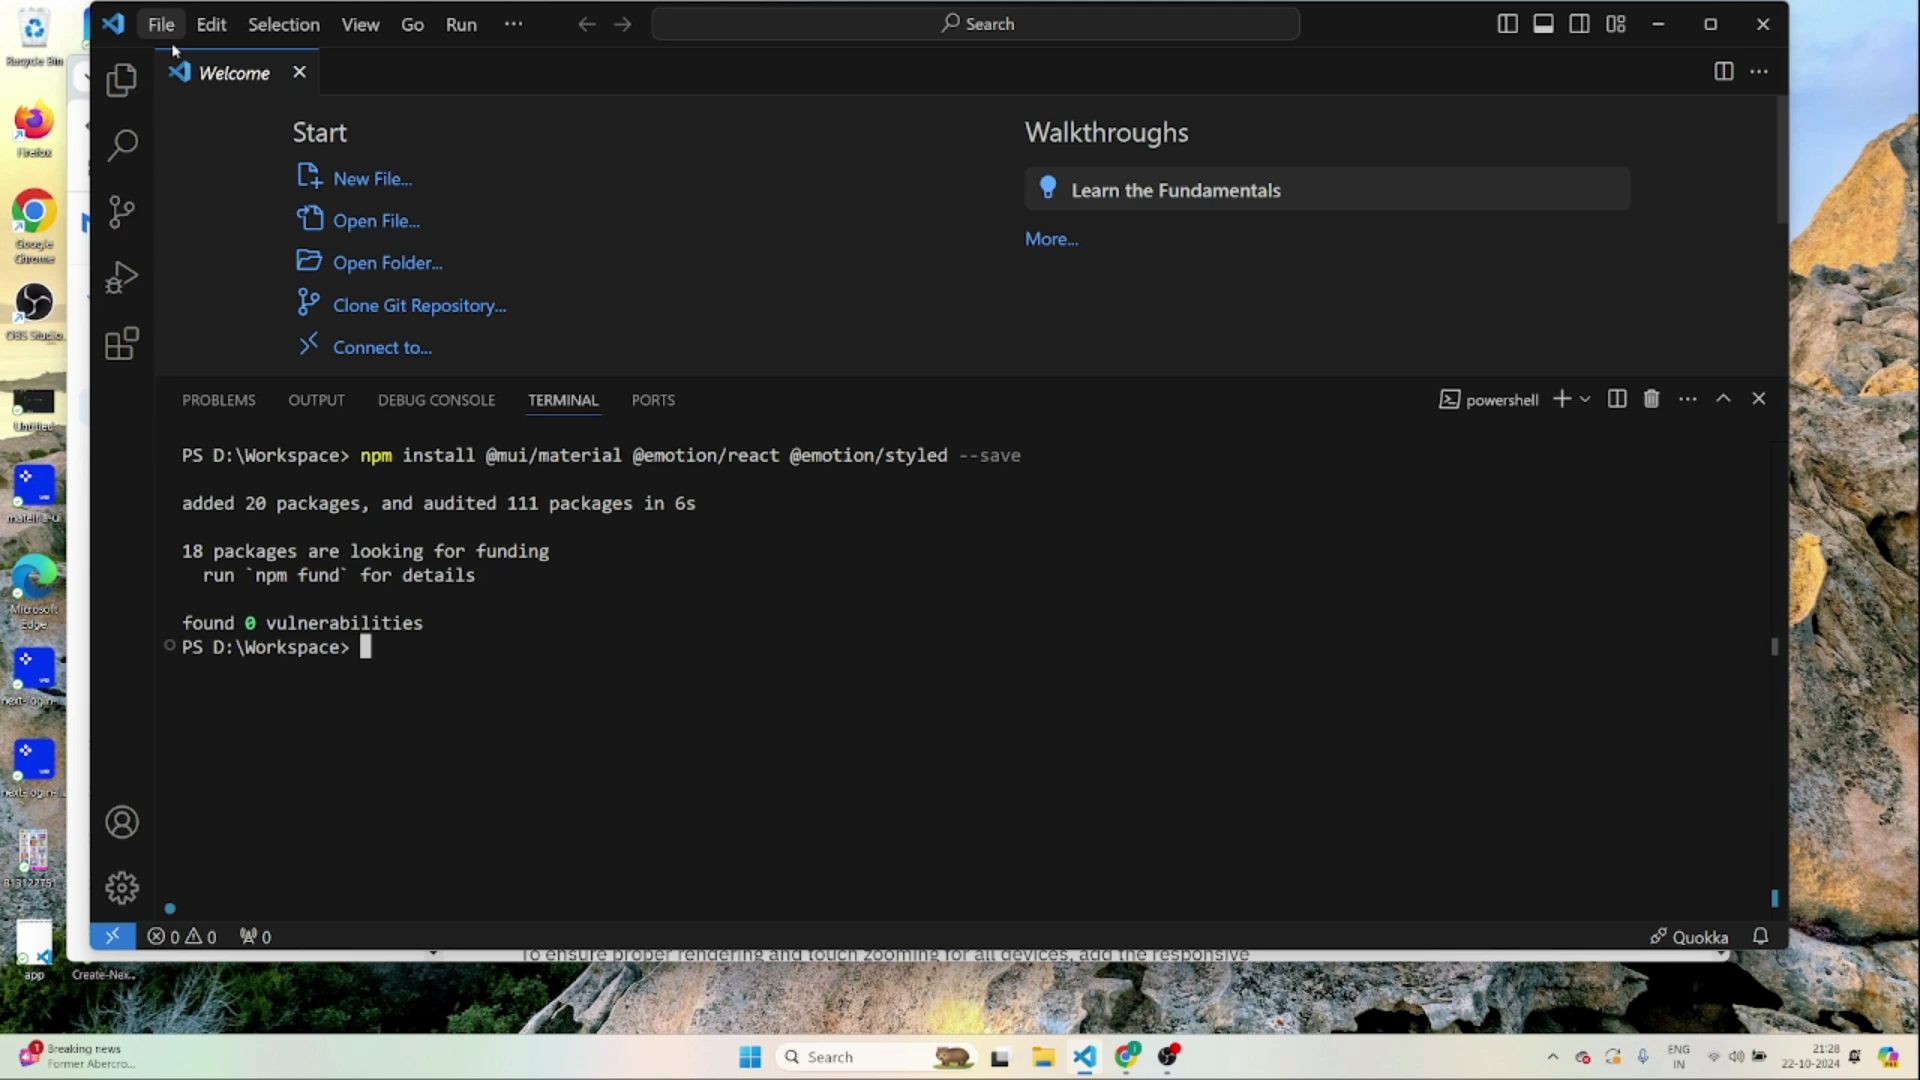 File Edit Selection View Go Run ···
Search
Welcome
Start
New File...
Open File...
Open Folder...
Clone Git Repository...
Connect to...
Walkthroughs
Learn the Fundamentals
More...
PROBLEMS OUTPUT DEBUG CONSOLE TERMINAL PORTS
powershell
PS D:\Workspace> npm install @mui/material @emotion/react @emotion/styled --save
added 20 packages, and audited 111 packages in 6s
18 packages are looking for funding
run `npm fund` for details
found 0 vulnerabilities
PS D:\Workspace>
0 0 0
Quokka
To ensure proper rendering and touch zooming for all devices, add the responsive
Recycle Bin
Firefox
Google Chrome
OBS Studio
Untitled
Microsoft Edge
app
Create-Nex...
1
Breaking news
Former Abercro...
Search
ENG
IN
21:28
22-10-2024